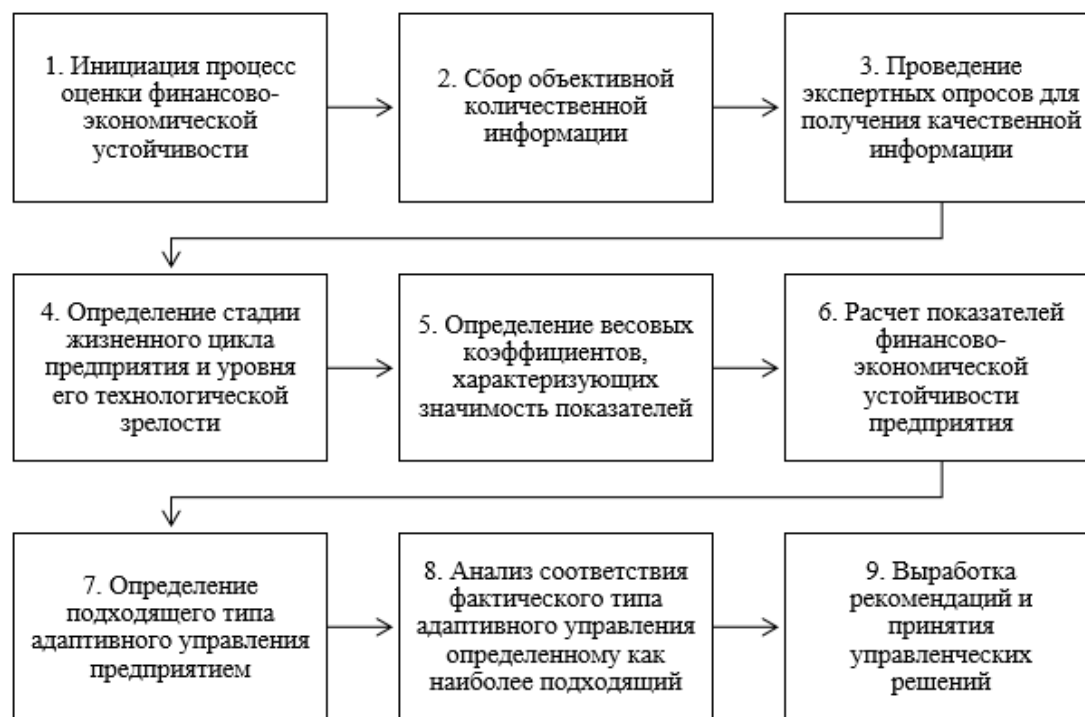 1. Инициация процесс
оценки финансово-
экономической
устойчивости
2. Сбор объективной
количественной
информации
3. Проведение
экспертных опросов для
получения качественной
информации
4. Определение стадии
жизненного цикла
предприятия и уровня
его технологической
зрелости
5. Определение весовых
коэффициентов,
характеризующих
значимость показателей
6. Расчет показателей
финансово-
экономической
устойчивости
предприятия
7. Определение
подходящего типа
адаптивного управления
предприятием
8. Анализ соответствия
фактического типа
адаптивного управления
определенному как
наиболее подходящий
9. Выработка
рекомендаций и
принятия
управленческих
решений